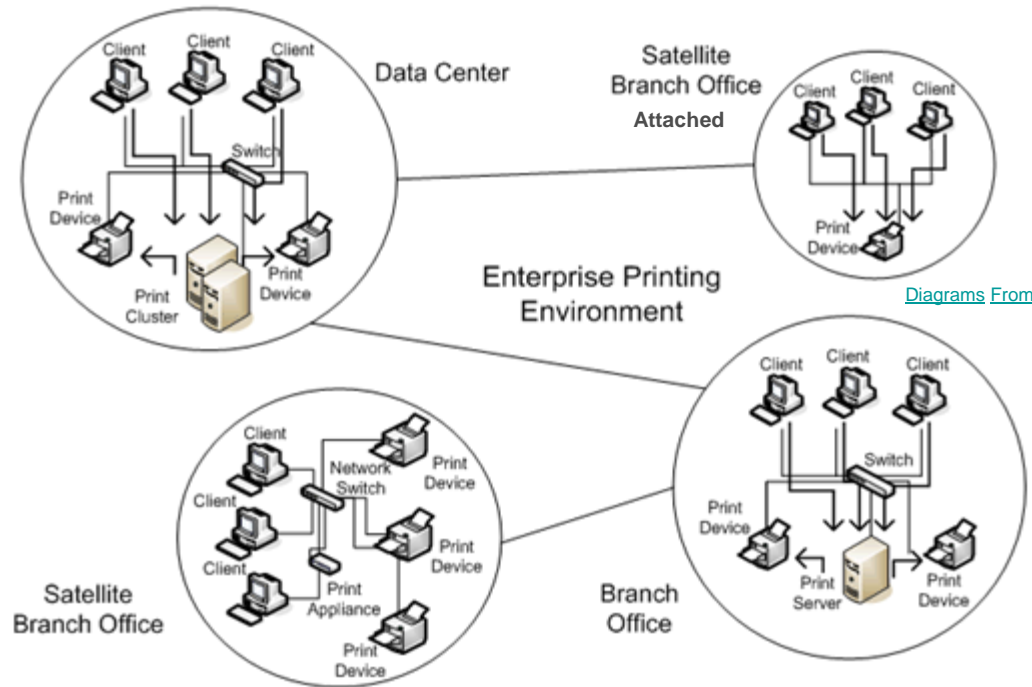 Client
Client
Client
Data Center
Switch
Print
Device
Print
Cluster
Print
Device
Satellite
Branch Office
Attached
Client
Client
Client
Print
Device
Enterprise Printing
Environment
Diagrams From
Client
Client
Client
Network
Switch
Print
Device
Print
Device
Print
Appliance
Print
Device
Satellite
Branch Office
Client
Client
Client
Switch
Print
Device
Print
Server
Print
Device
Branch
Office